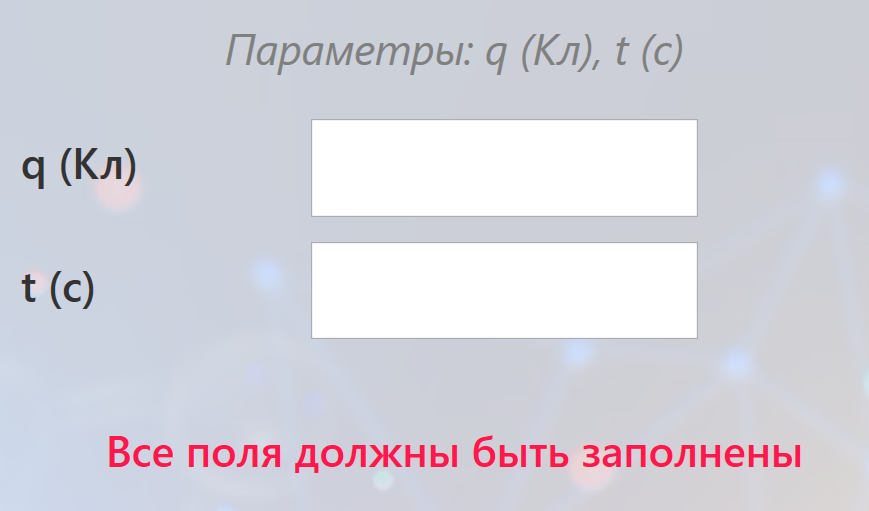 Параметры: q (Кл), t (с)
q (Кл)
t (с)
Все поля должны быть заполнены